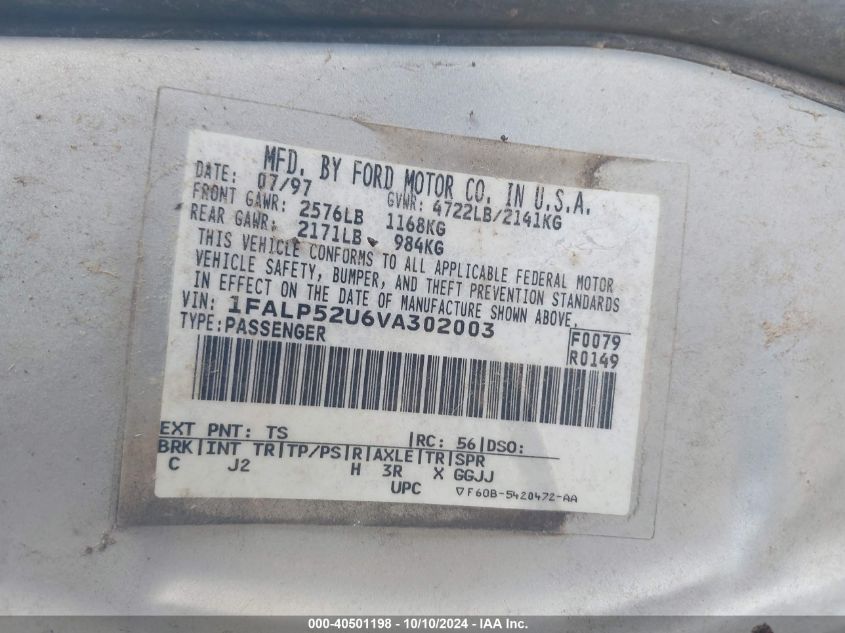 MFD. BY FORD MOTOR CO. IN U.S.A.
DATE: 07/97 GVWR: 4722LB/2141KG
FRONT GAWR: 2576LB 1168KG
REAR GAWR: 2171LB 984KG
THIS VEHICLE CONFORMS TO ALL APPLICABLE FEDERAL MOTOR
VEHICLE SAFETY, BUMPER, AND THEFT PREVENTION STANDARDS
IN EFFECT ON THE DATE OF MANUFACTURE SHOWN ABOVE.
VIN: 1FALP52U6VA302003
TYPE:PASSENGER
F0079
R0149
EXT PNT: TS |RC: 56|DSO:
BRK|INT TR|TP/PS|R|AXLE|TR|SPR
C J2 H 3R X GGJJ
UPC ▽F60B-5420472-AA
000-40501198 - 10/10/2024 - IAA Inc.